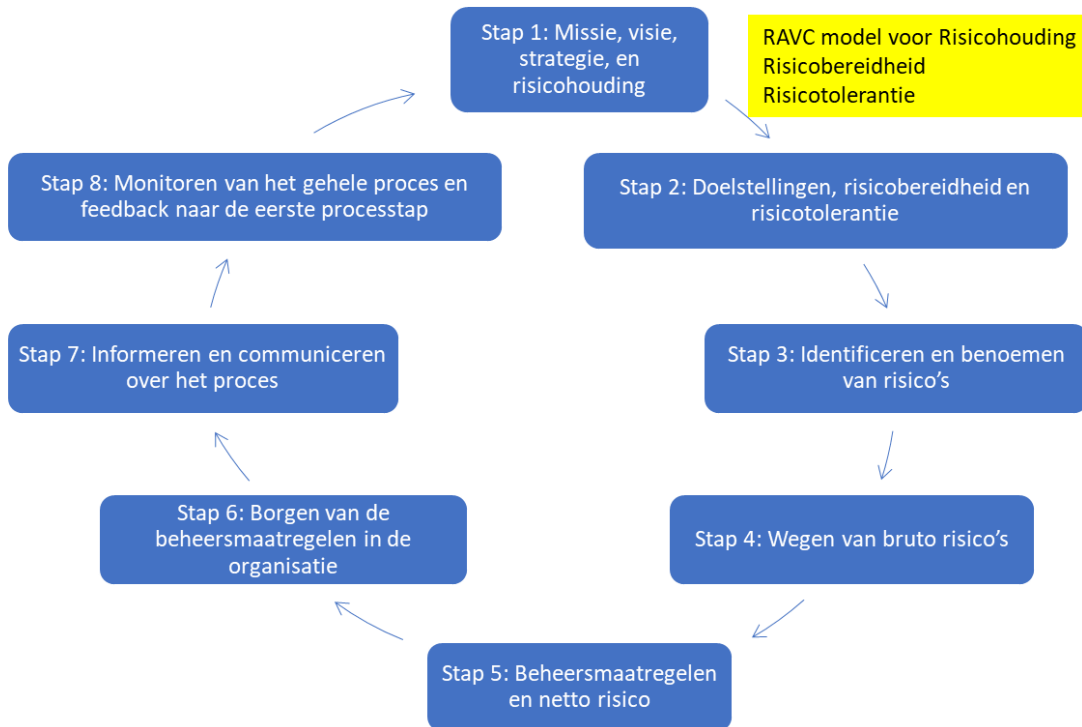 Stap 1: Missie, visie,
strategie, en
risicohouding
RAVC model voor Risicohouding
Risicobereidheid
Risicotolerantie
Stap 2: Doelstellingen, risicobereidheid en
risicotolerantie
Stap 3: Identificeren en benoemen
van risico’s
Stap 4: Wegen van bruto risico’s
Stap 5: Beheersmaatregelen
en netto risico
Stap 6: Borgen van de
beheersmaatregelen in de
organisatie
Stap 7: Informeren en communiceren
over het proces
Stap 8: Monitoren van het gehele proces en
feedback naar de eerste processtap